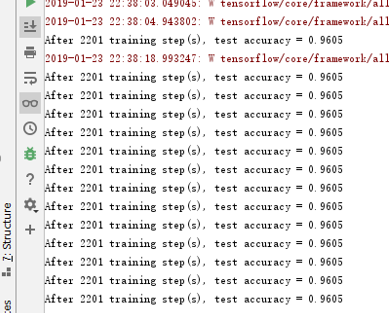 2019-01-23 22:38:03.049045: W tensorflow/core/framework/all
2019-01-23 22:38:04.943802: W tensorflow/core/framework/all
After 2201 training step(s), test accuracy = 0.9605
2019-01-23 22:38:18.993247: W tensorflow/core/framework/all
After 2201 training step(s), test accuracy = 0.9605
After 2201 training step(s), test accuracy = 0.9605
After 2201 training step(s), test accuracy = 0.9605
After 2201 training step(s), test accuracy = 0.9605
After 2201 training step(s), test accuracy = 0.9605
After 2201 training step(s), test accuracy = 0.9605
After 2201 training step(s), test accuracy = 0.9605
After 2201 training step(s), test accuracy = 0.9605
After 2201 training step(s), test accuracy = 0.9605
After 2201 training step(s), test accuracy = 0.9605
After 2201 training step(s), test accuracy = 0.9605
After 2201 training step(s), test accuracy = 0.9605
After 2201 training step(s), test accuracy = 0.9605
7: Structure